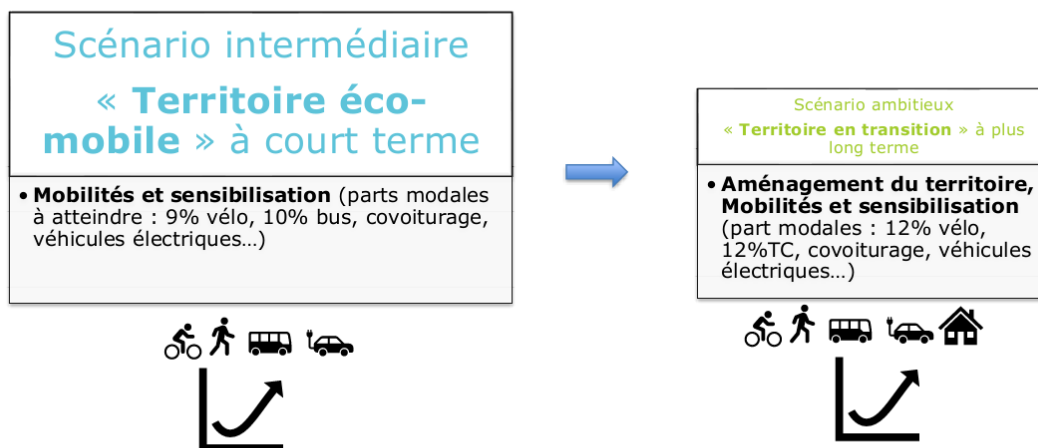 Scénario intermédiaire
« Territoire éco-
mobile » à court terme
• Mobilités et sensibilisation (parts modales
à atteindre : 9% vélo, 10% bus, covoiturage,
véhicules électriques…)
Scénario ambitieux
« Territoire en transition » à plus
long terme
• Aménagement du territoire,
Mobilités et sensibilisation
(part modales : 12% vélo,
12%TC, covoiturage, véhicules
électriques…)